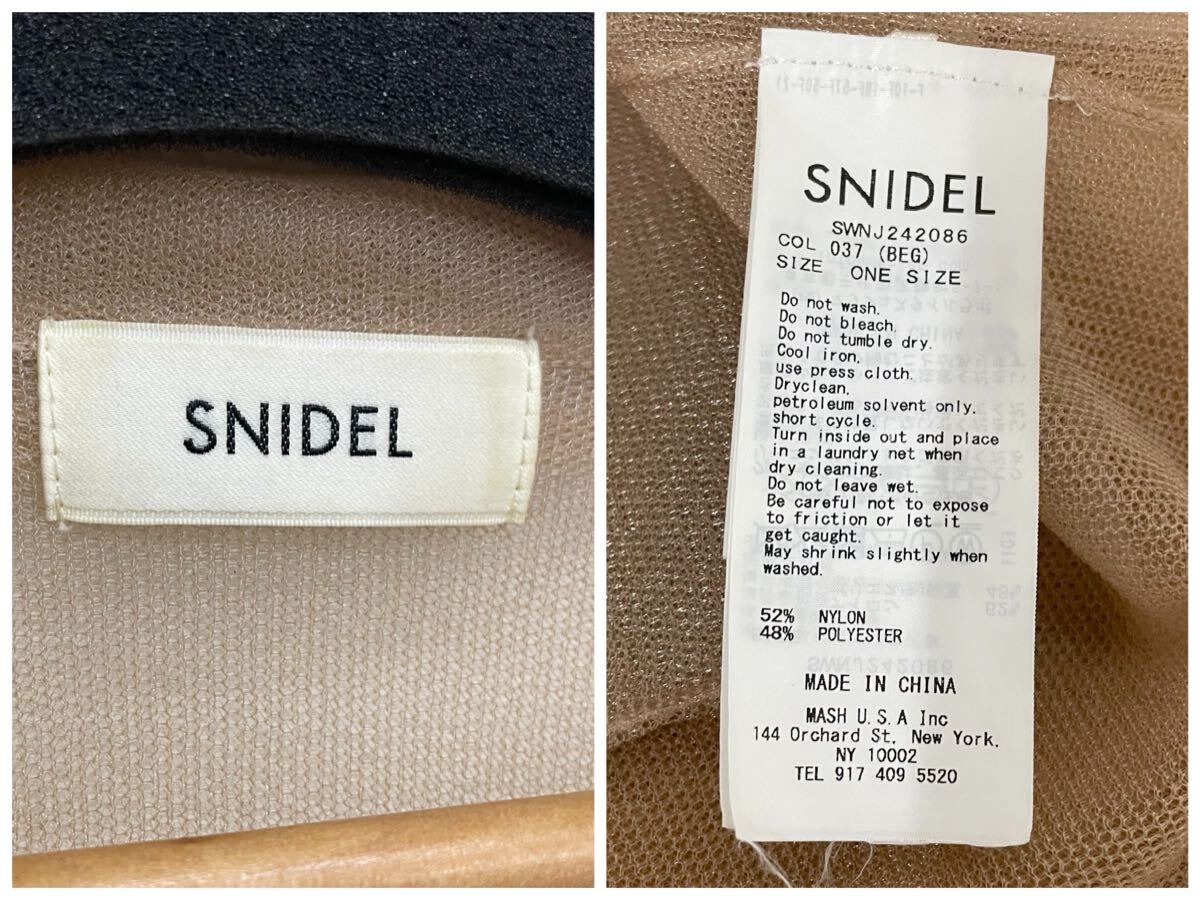 SNIDEL
SNIDEL
SWNJ242086
COL 037 (BEG)
SIZE ONE SIZE
Do not wash.
Do not bleach.
Do not tumble dry.
Cool iron.
use press cloth.
Dryclean.
petroleum solvent only.
short cycle.
Turn inside out and place
in a laundry net when
dry cleaning.
Do not leave wet.
Be careful not to expose
to friction or let it
get caught.
May shrink slightly when
washed.
52% NYLON
48% POLYESTER
MADE IN CHINA
MASH U.S.A Inc
144 Orchard St. New York.
NY 10002
TEL 917 409 5520